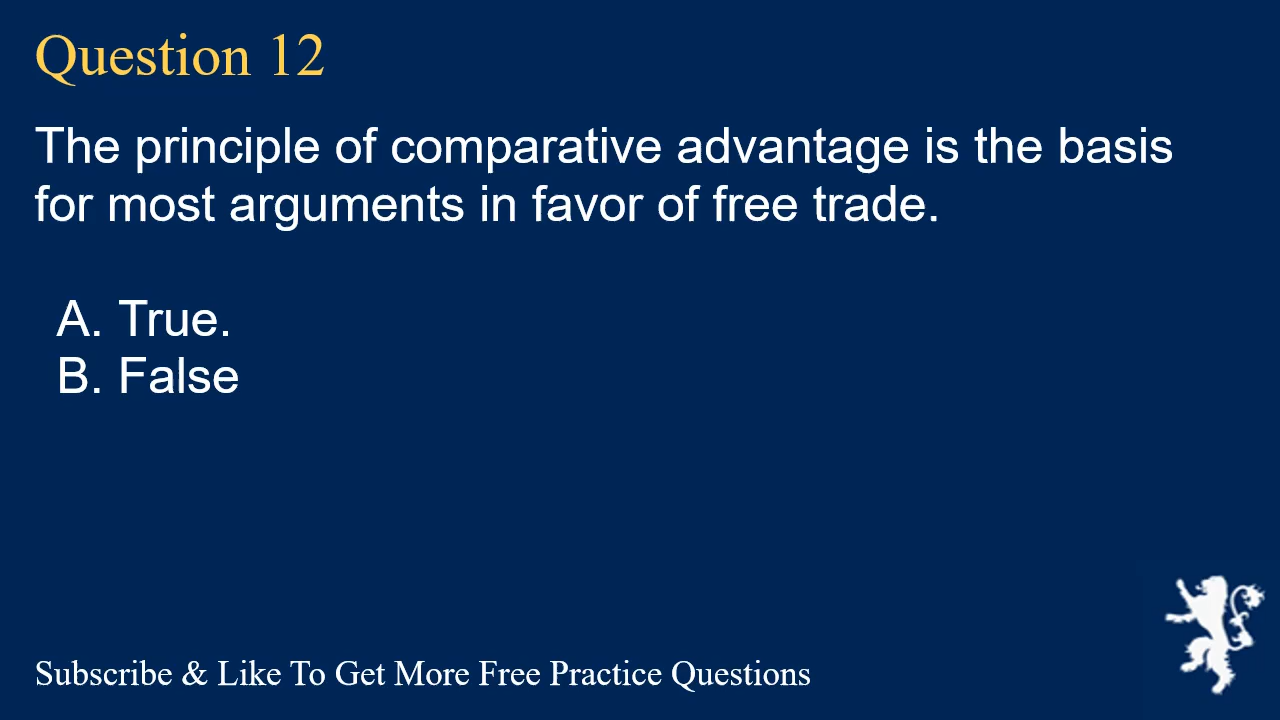 Question 12
The principle of comparative advantage is the basis
for most arguments in favor of free trade.
A. True.
B. False
Subscribe & Like To Get More Free Practice Questions